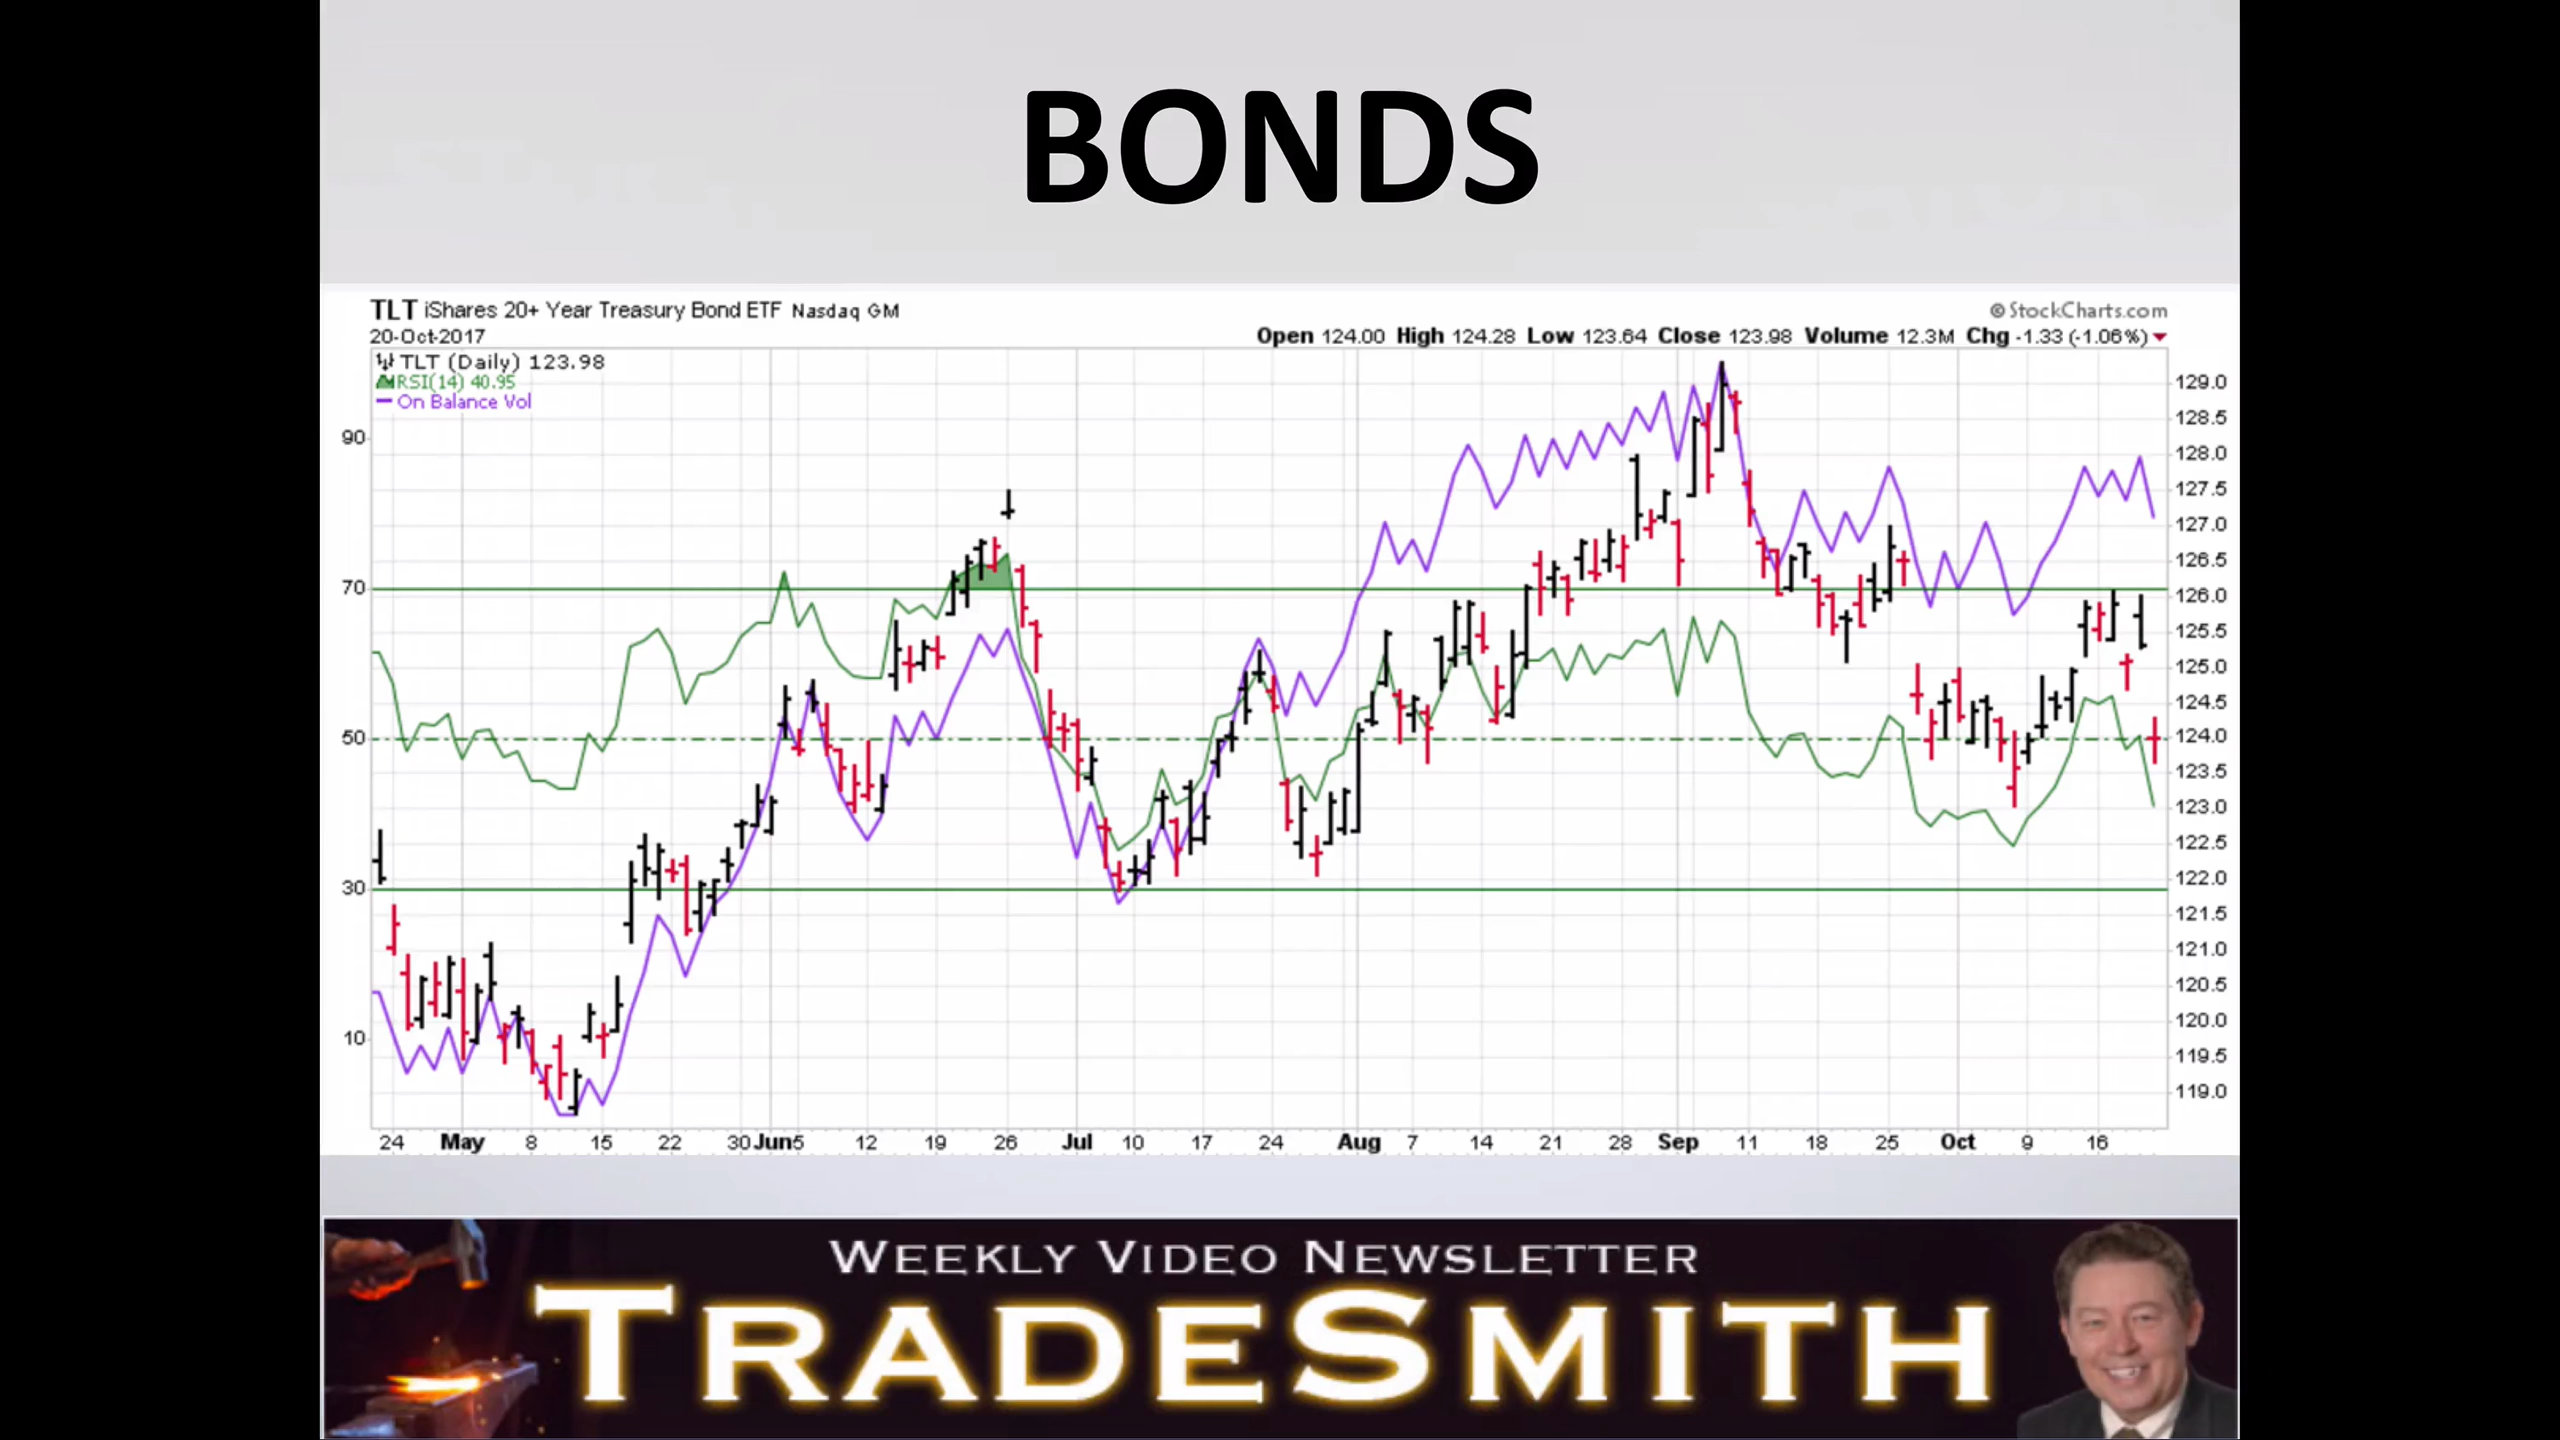 BONDS
TLT iShares 20+ Year Treasury Bond ETF Nasdaq GM
© StockCharts.com
20-Oct-2017
Open 124.00 High 124.28 Low 123.64 Close 123.98 Volume 12.3M Chg -1.33 (-1.06%)
TLT (Daily) 123.98
RSI(14) 40.95
On Balance Vol
90
70
50
30
10
129.0
128.5
128.0
127.5
127.0
126.5
126.0
125.5
125.0
124.5
124.0
123.5
123.0
122.5
122.0
121.5
121.0
120.5
120.0
119.5
119.0
24 May 8 15 22 30 Jun5 12 19 26 Jul 10 17 24 Aug 7 14 21 28 Sep 11 18 25 Oct 9 16
WEEKLY VIDEO NEWSLETTER
TRADESMITH